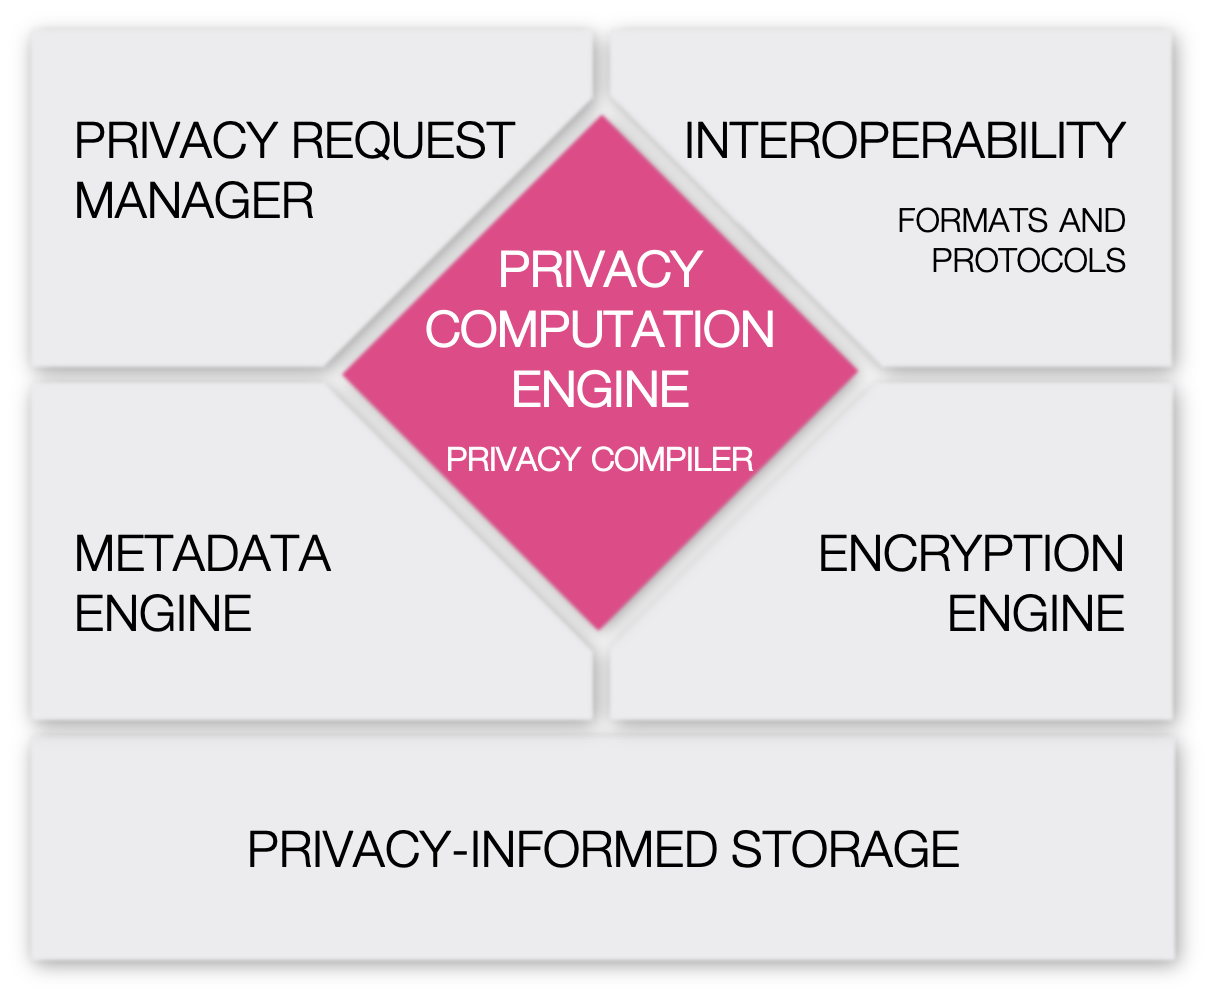 PRIVACY REQUEST
MANAGER
INTEROPERABILITY
FORMATS AND
PROTOCOLS
PRIVACY
COMPUTATION
ENGINE
PRIVACY COMPILER
METADATA
ENGINE
ENCRYPTION
ENGINE
PRIVACY-INFORMED STORAGE